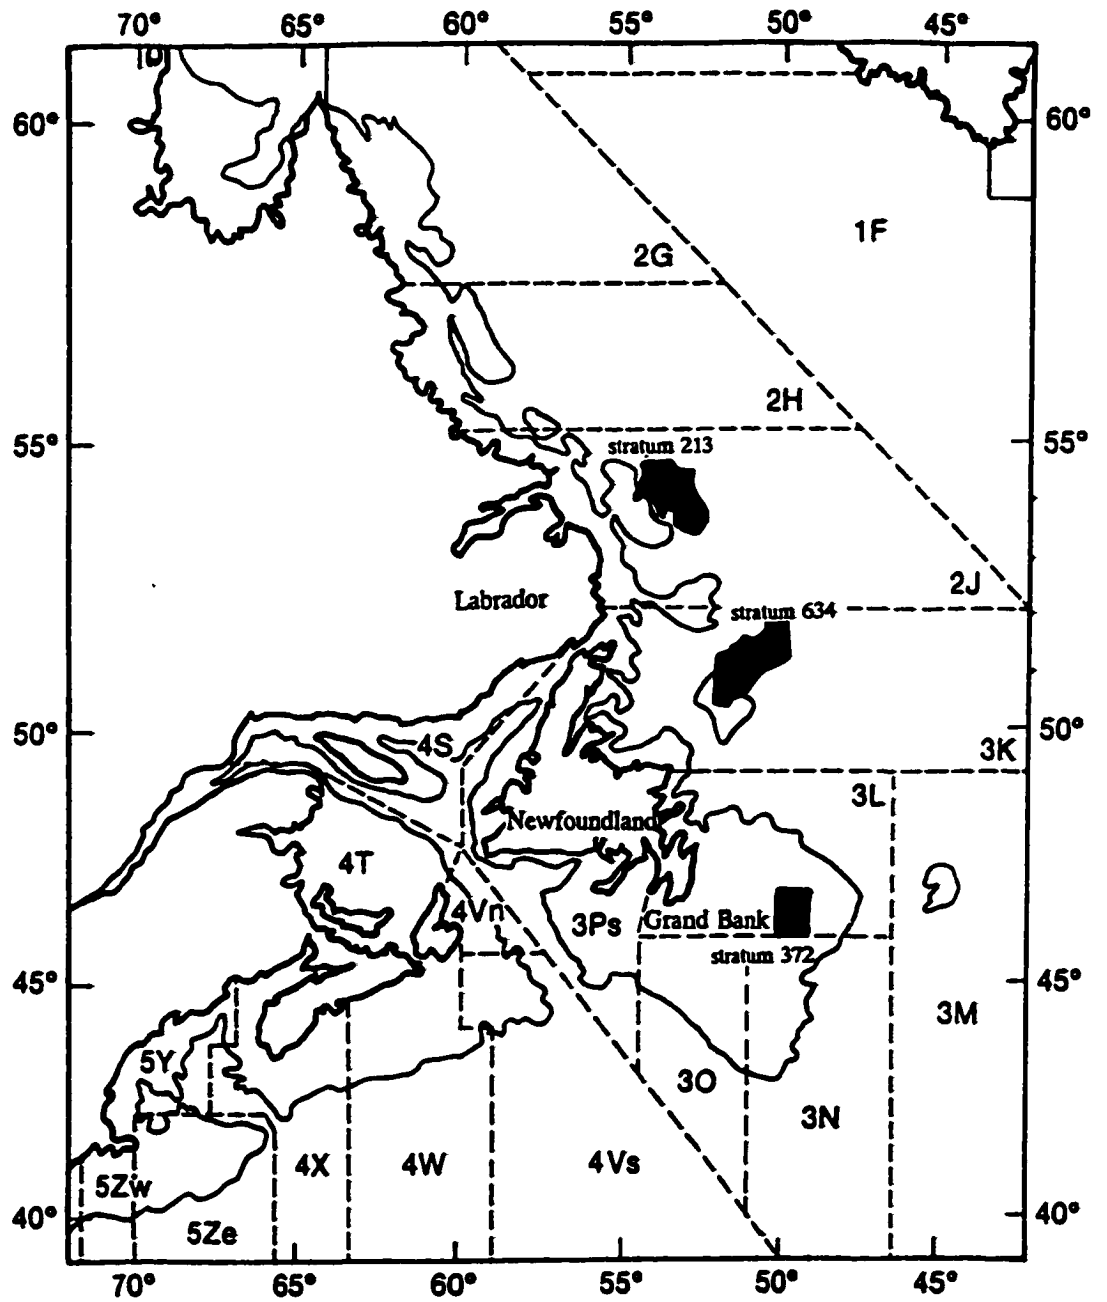 70° 65° 60° 55° 50° 45°
60° 60°
1F
2G
2H
55° 55°
stratum 213
2J
Labrador
stratum 634
50° 50°
4S
3K
3L
Newfoundland
4T
4Vn
3Ps
Grand Bank
stratum 372
45° 45°
3M
5Y
3O
3N
4X
4W
4Vs
5Zw
5Ze
40° 40°
70° 65° 60° 55° 50° 45°